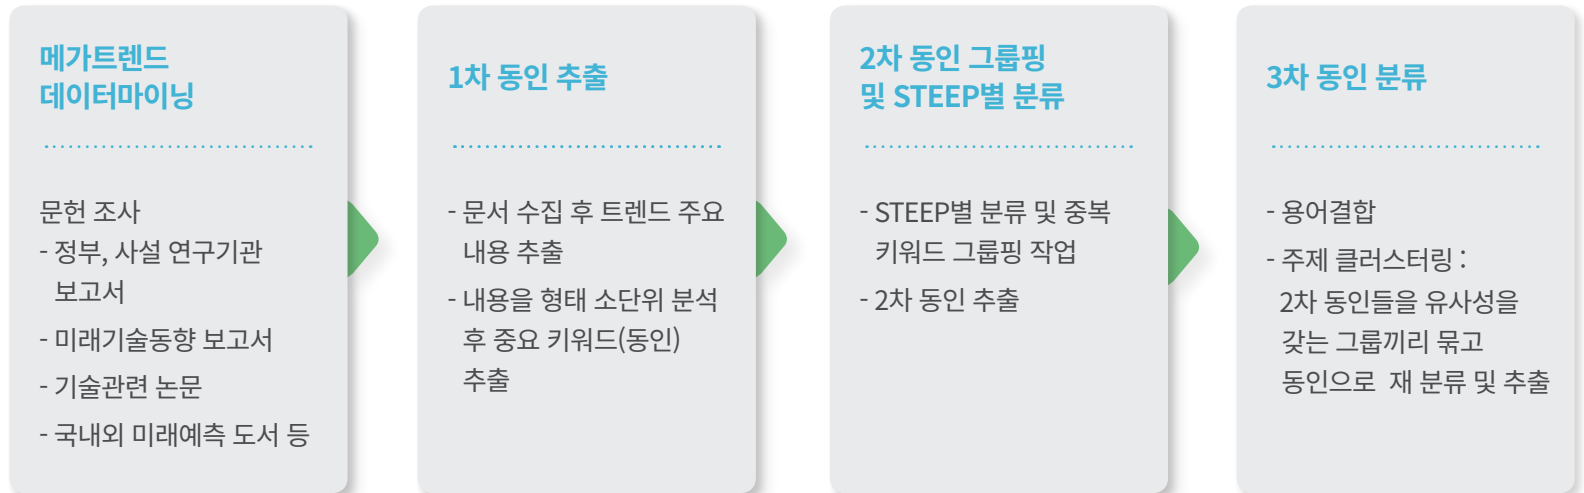 메가트렌드
데이터마이닝
문헌 조사
- 정부, 사설 연구기관
보고서
- 미래기술동향 보고서
- 기술관련 논문
- 국내외 미래예측 도서 등
1차 동인 추출
- 문서 수집 후 트렌드 주요
내용 추출
- 내용을 형태 소단위 분석
후 중요 키워드(동인)
추출
2차 동인 그룹핑
및 STEEP별 분류
- STEEP별 분류 및 중복
키워드 그룹핑 작업
- 2차 동인 추출
3차 동인 분류
- 용어결합
- 주제 클러스터링 :
2차 동인들을 유사성을
갖는 그룹끼리 묶고
동인으로 재 분류 및 추출